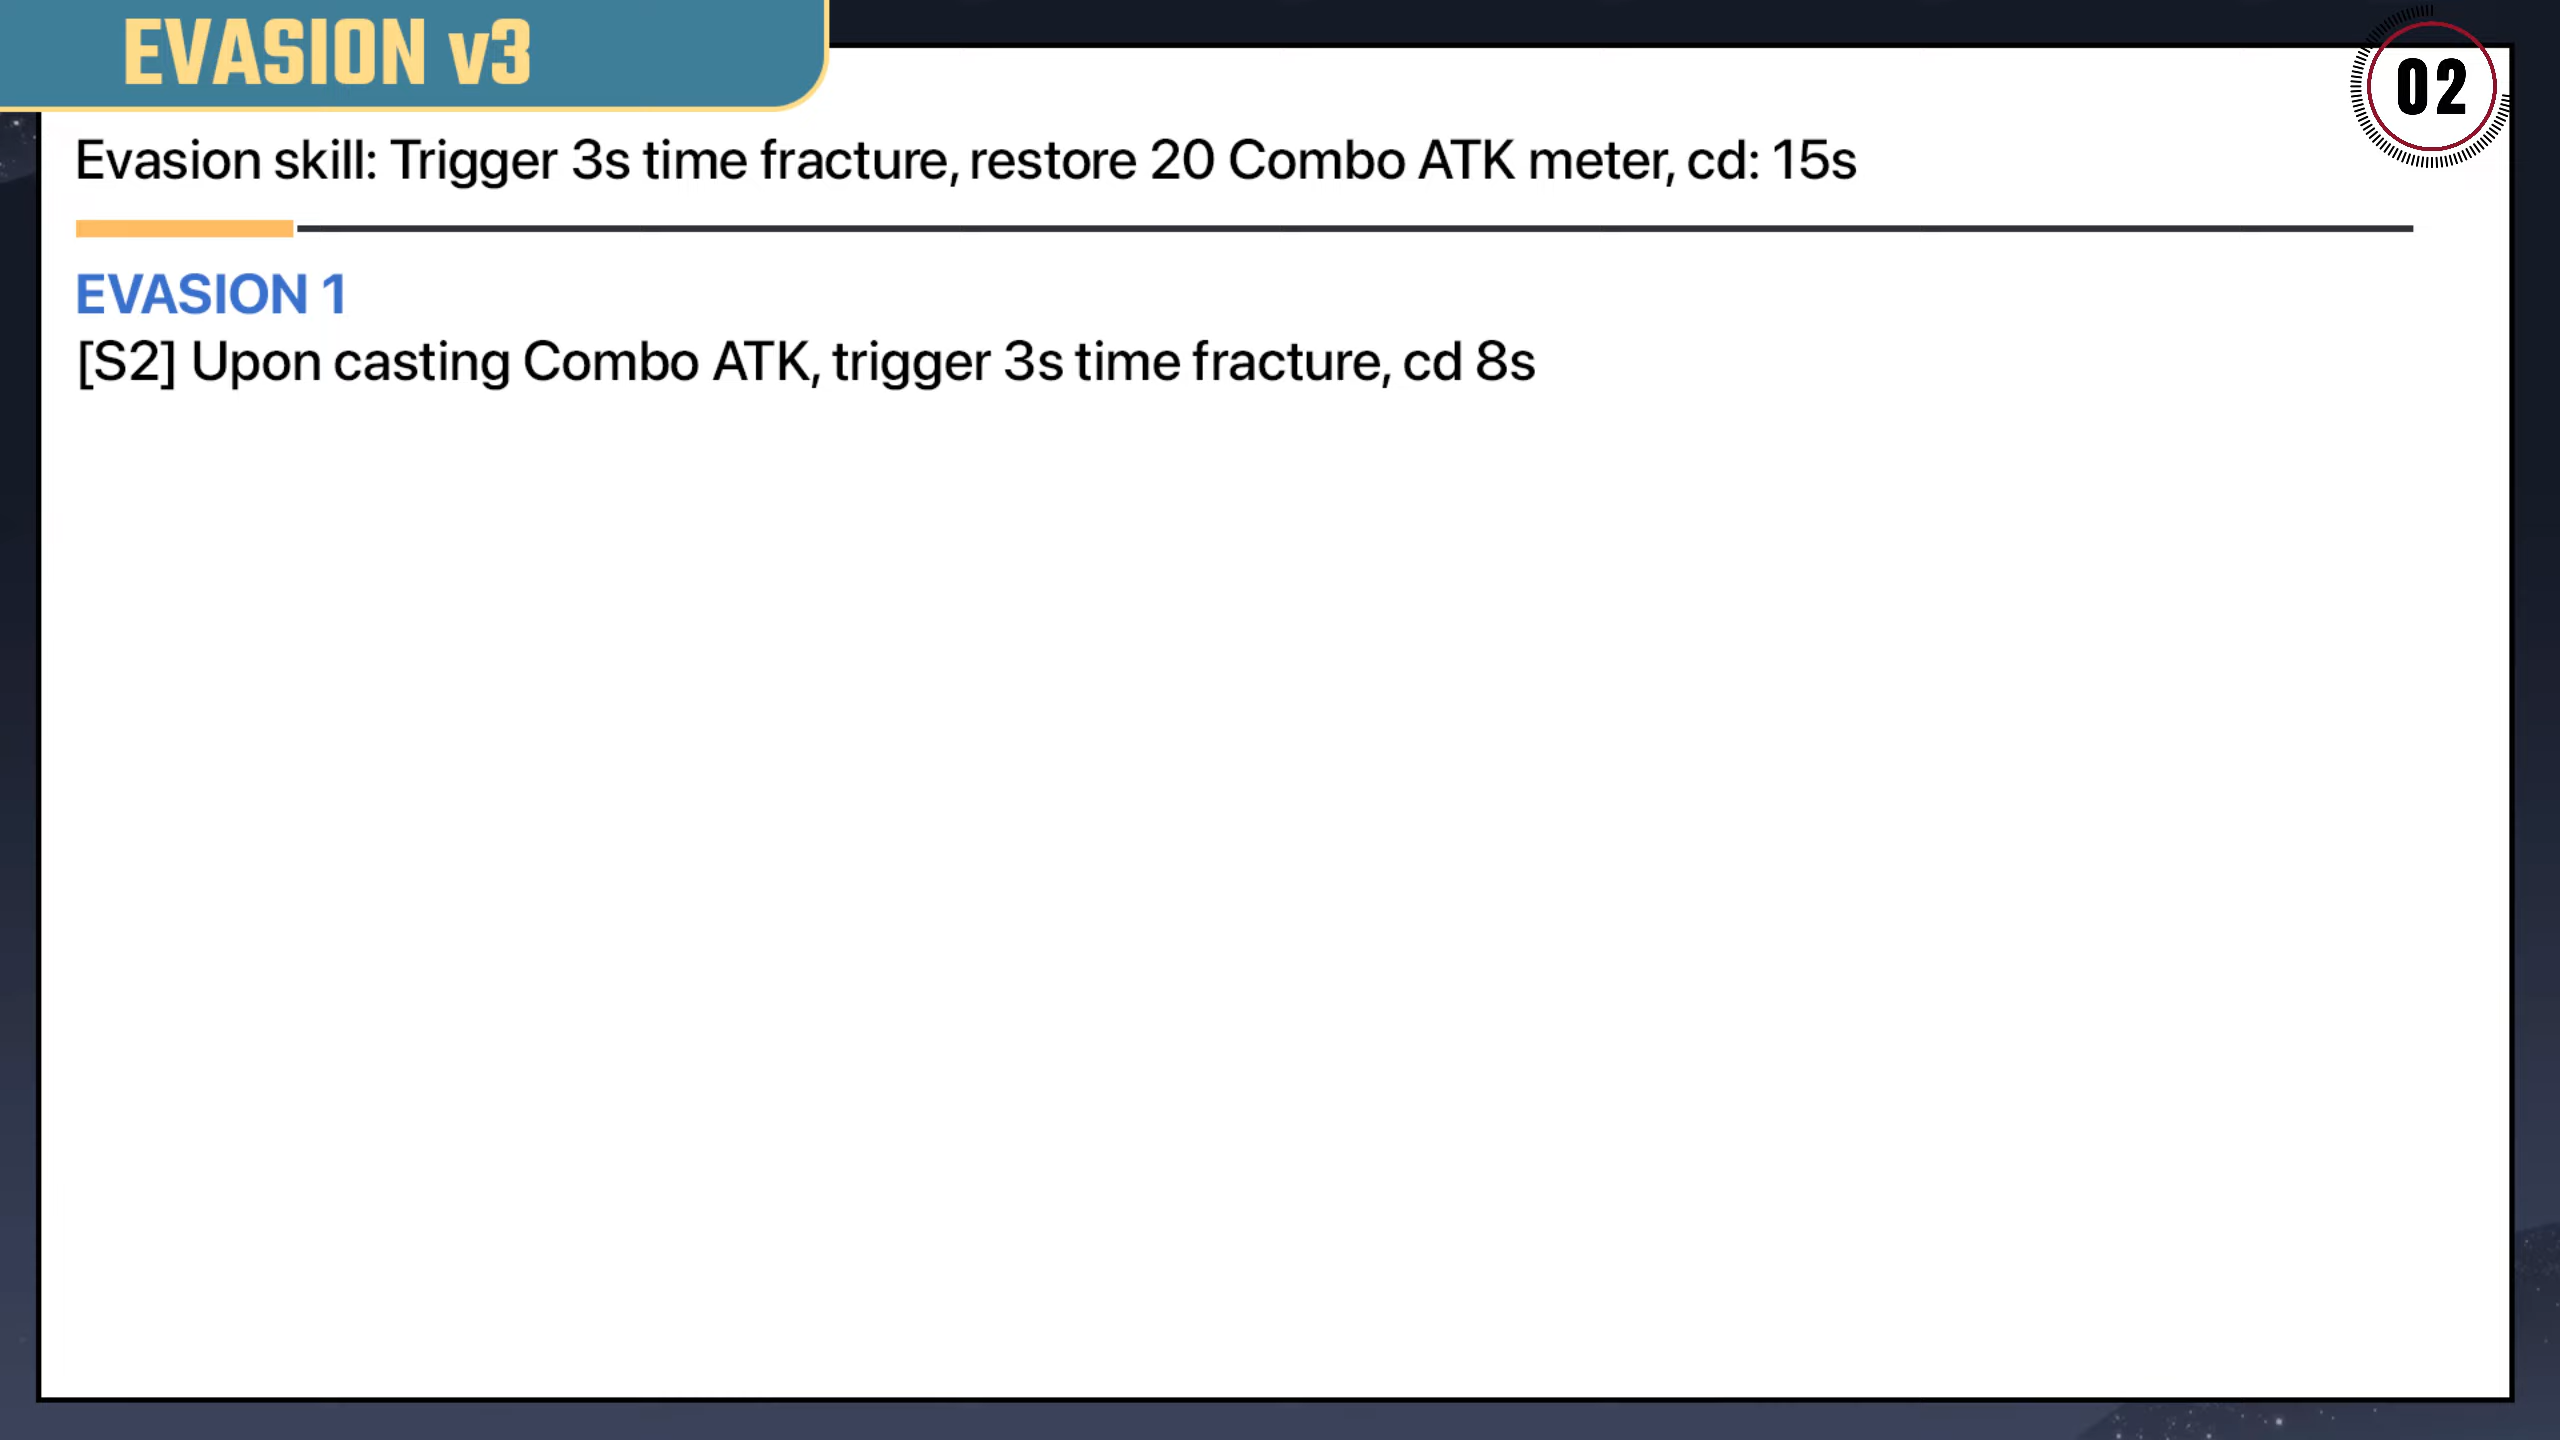 EVASION v3
02
Evasion skill: Trigger 3s time fracture, restore 20 Combo ATK meter, cd: 15s
EVASION 1
[S2] Upon casting Combo ATK, trigger 3s time fracture, cd 8s